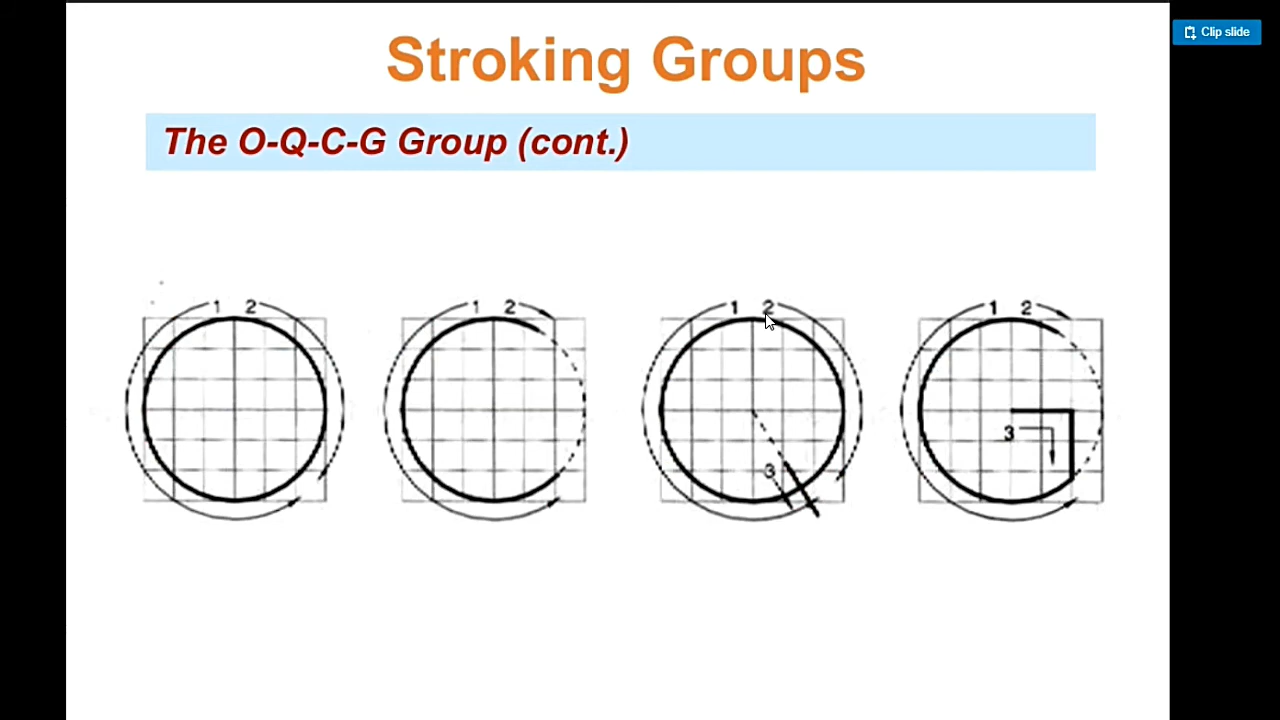 Clip slide
Stroking Groups
The O-Q-C-G Group (cont.)
1 2 1 2 1 2 1 2
3
3